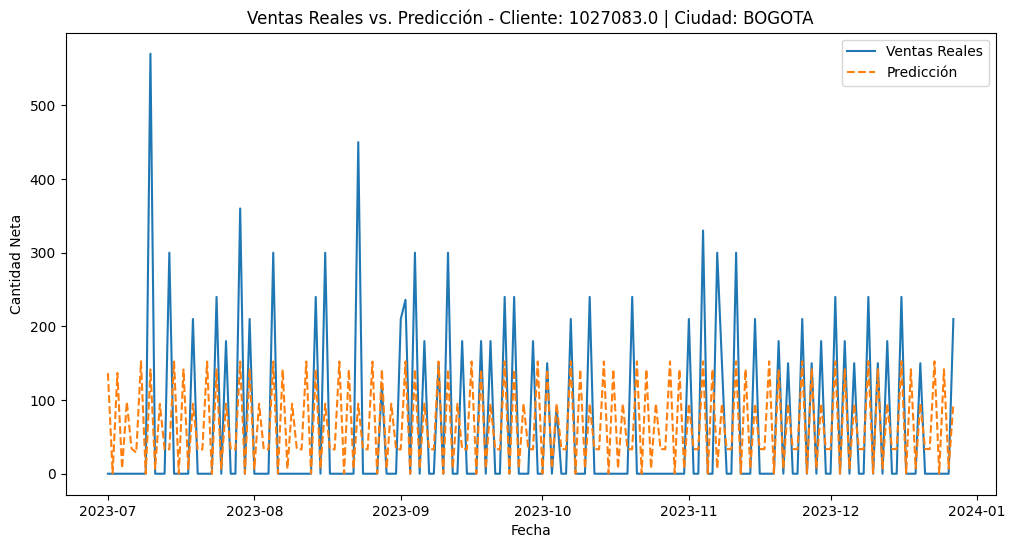 Ventas Reales vs. Predicción - Cliente: 1027083.0 | Ciudad: BOGOTA
Ventas Reales
Predicción
Cantidad Neta
500
400
300
200
100
0
2023-07
2023-08
2023-09
2023-10
2023-11
2023-12
2024-01
Fecha